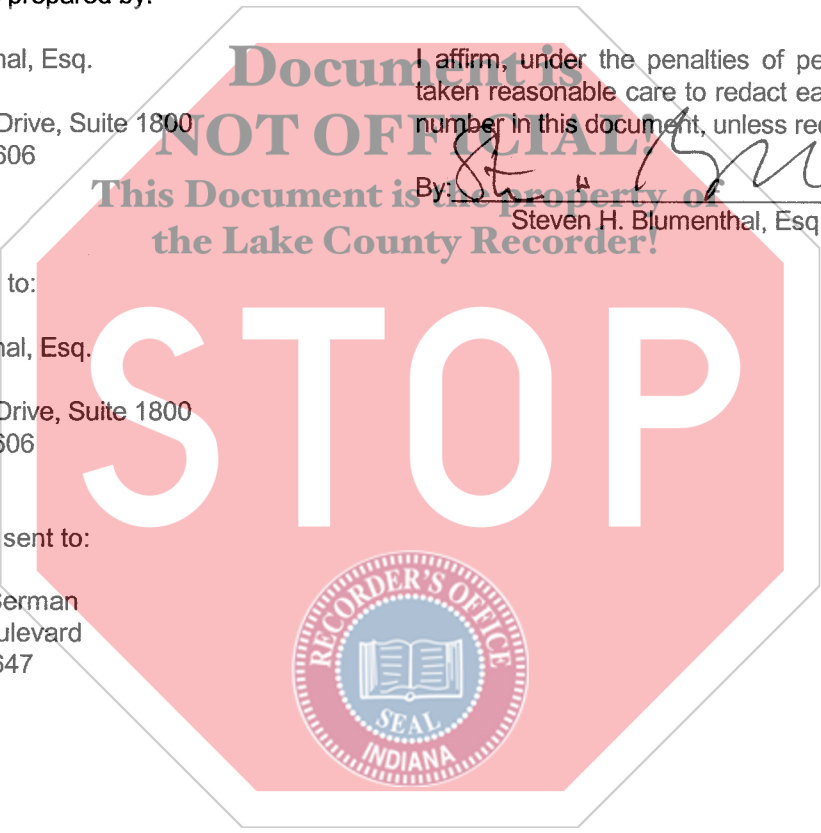 prepared by:
nal, Esq.
Drive, Suite 1800
606
I affirm, under the penalties of pe
taken reasonable care to redact ea
number in this document, unless re
By:
Steven H. Blumenthal, Esq
Document is
NOT OFFICIAL!
This Document is the property of
the Lake County Recorder!
to:
nal, Esq.
Drive, Suite 1800
606
STOP
sent to:
Berman
ulevard
647
RECORDER'S OFFICE
SEAL
INDIANA